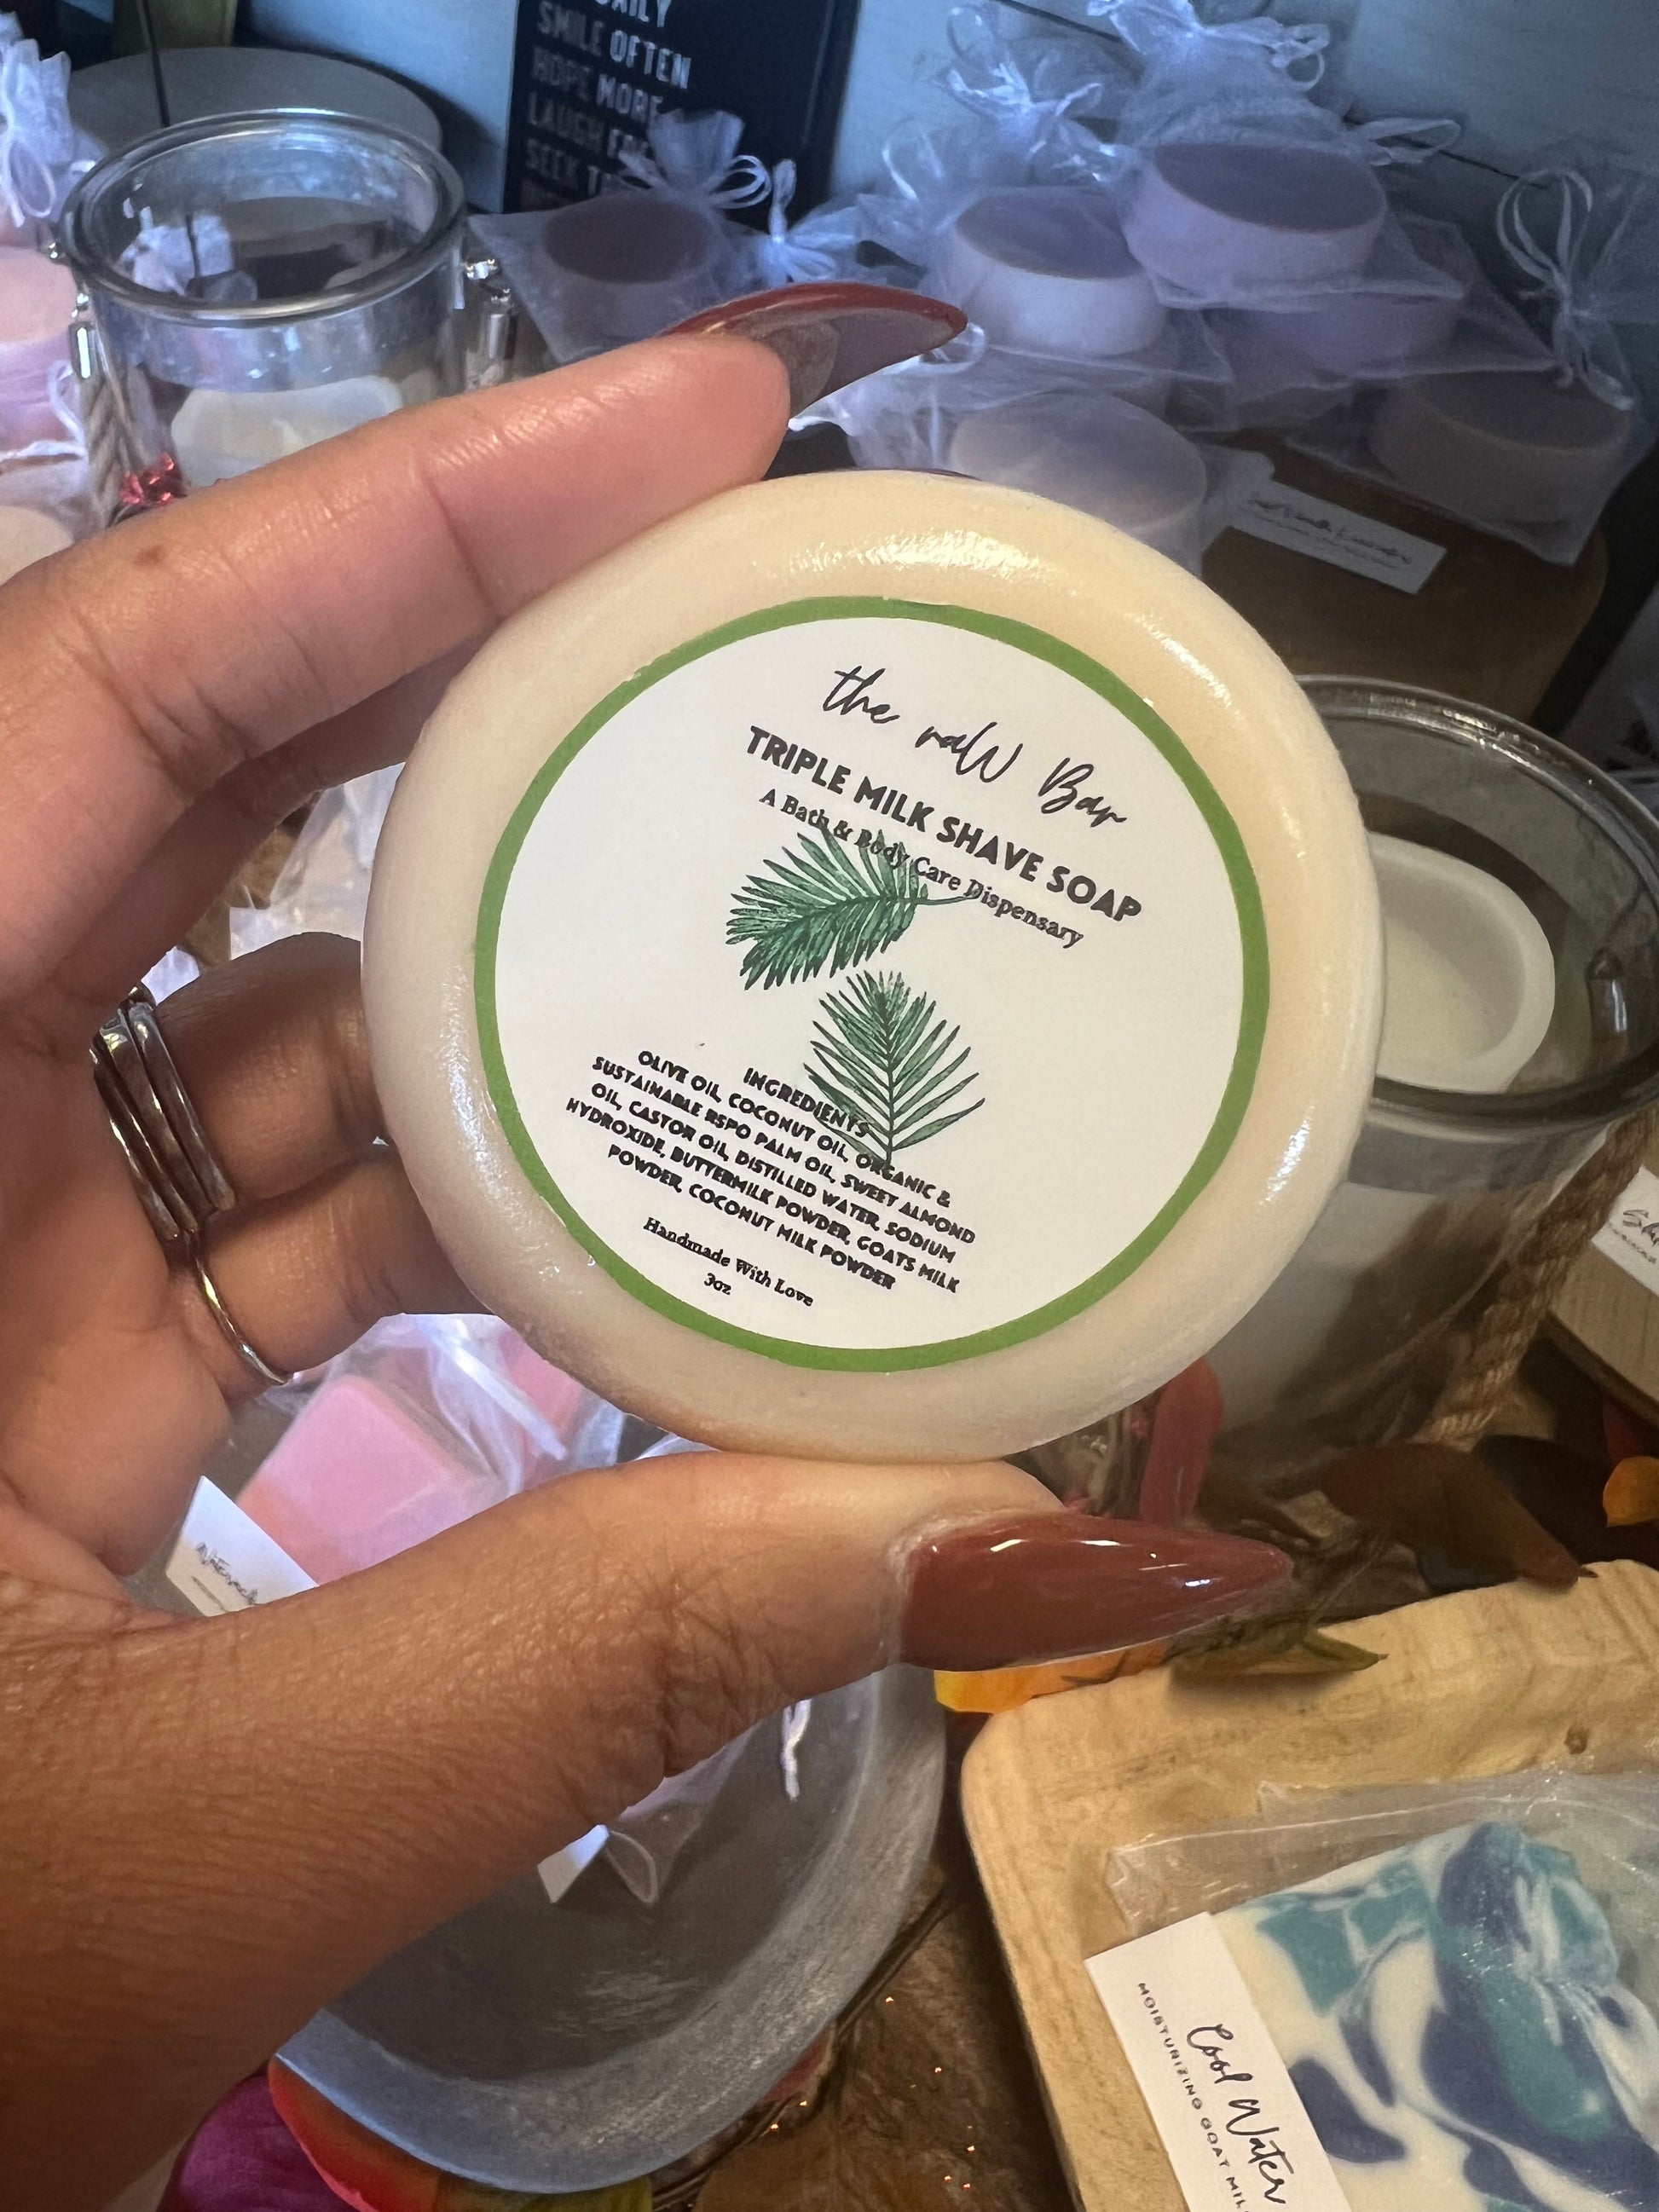 DAILY
SMILE OFTEN
HOPE MORE
LAUGH
SEEK
the raW Bar
TRIPLE MILK SHAVE SOAP
A Bath & Body Care Dispensary
INGREDIENTS
OLIVE OIL, COCONUT OIL, ORGANIC &
SUSTAINABLE RSPO PALM OIL, SWEET ALMOND
OIL, CASTOR OIL, DISTILLED WATER, SODIUM
HYDROXIDE, BUTTERMILK POWDER, GOATS MILK
POWDER, COCONUT MILK POWDER
Handmade With Love
3oz
Cool Water
MOISTURIZING GOAT MIL